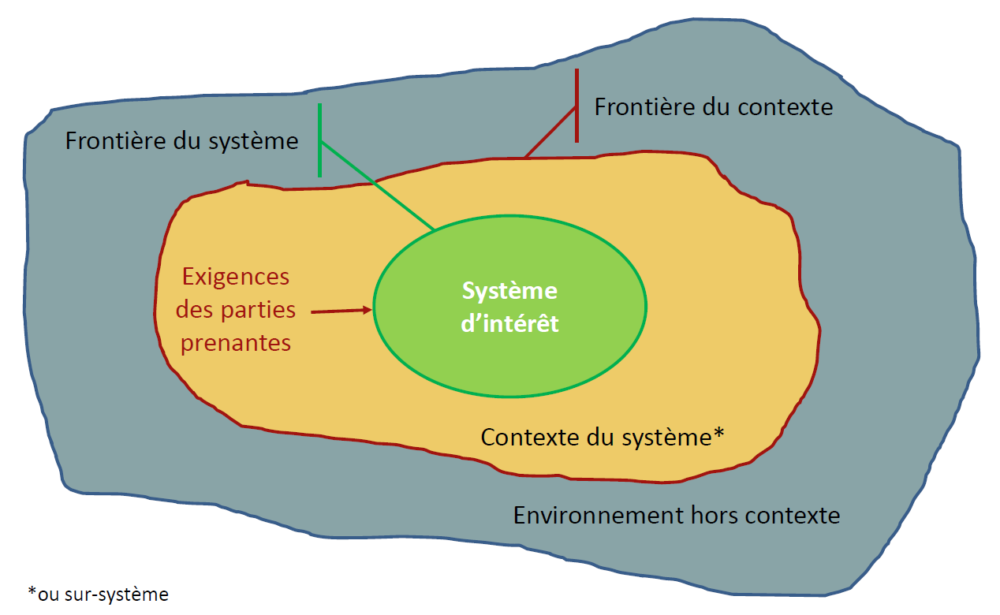 Frontière du contexte
Frontière du système
Exigences
des parties
prenantes
Système
d’intérêt
Contexte du système*
Environnement hors contexte
*ou sur-système